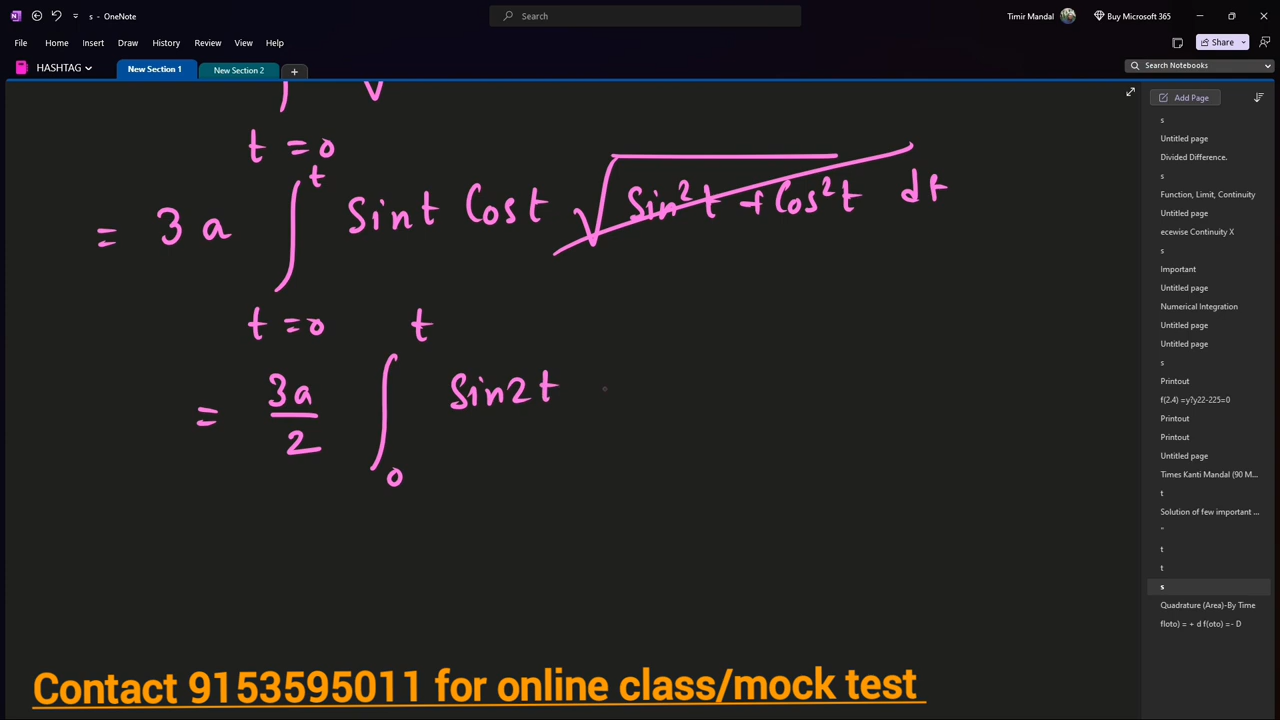 s - OneNote
Search
Timir Mandal
Buy Microsoft 365
File Home Insert Draw History Review View Help
Share
HASHTAG
New Section 1
New Section 2
+
Search Notebooks
Add Page
s
Untitled page
Divided Difference.
s
Function, Limit, Continuity
Untitled page
ecewise Continuity X
s
Important
Untitled page
Numerical Integration
Untitled page
Untitled page
s
Printout
f(2.4) =y?y22-225=0
Printout
Printout
Untitled page
Times Kanti Mandal (90 M...
t
Solution of few important ...
"
t
t
s
Quadrature (Area)-By Time
floto) = + d f(oto) =- D
t = 0
= 3a ∫ t Sint Cost √Sin²t + Cos²t dt
t = 0
= 3a/2 ∫ t 0 Sin2t
Contact 9153595011 for online class/mock test